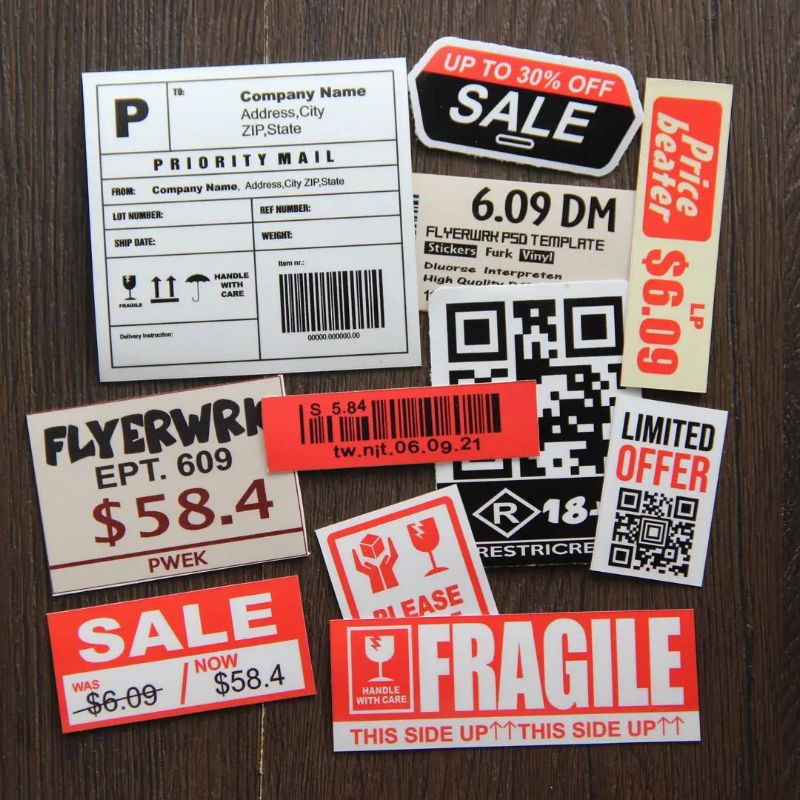 P
TO:
Company Name
Address,City
ZIP,State
PRIORITY MAIL
FROM: Company Name, Address,City ZIP,State
LOT NUMBER:
REF NUMBER:
SHIP DATE:
WEIGHT:
FRAGILE
HANDLE
WITH
CARE
Item nr.:
00000.000000.00
Delivery Instruction:
UP TO 30% OFF
SALE
6.09 DM
FLYERWRK PSD TEMPLATE
Stickers Furk Vinyl
Diuorse Interpreten
High Quality
Price
beater
LP
$6.09
R 18+
RESTRICRE
LIMITED
OFFER
FLYERWRK
EPT. 609
$58.4
PWEK
S 5.84
tw.njt.06.09.21
PLEASE
SALE
WAS
$6.09
/
NOW
$58.4
HANDLE
WITH CARE
FRAGILE
THIS SIDE UP↑↑THIS SIDE UP↑↑